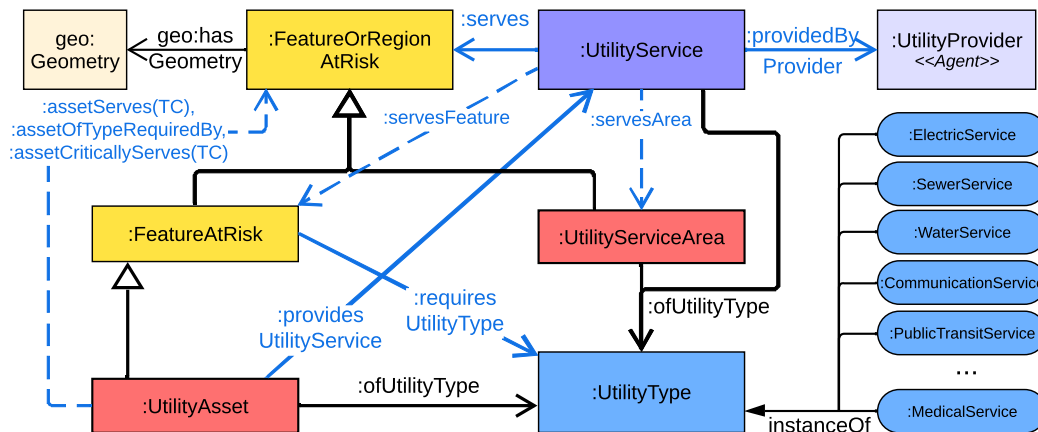 geo:
Geometry
geo:has
Geometry
:FeatureOrRegion
AtRisk
:serves
:UtilityService
:providedBy
Provider
:UtilityProvider
<<Agent>>
:assetServes(TC),
:assetOfTypeRequiredBy,
:assetCriticallyServes(TC)
:servesFeature
:servesArea
:ElectricService
:SewerService
:WaterService
:CommunicationService
:PublicTransitService
...
:MedicalService
:FeatureAtRisk
:UtilityServiceArea
:provides
UtilityService
:requires
UtilityType
:ofUtilityType
:UtilityAsset
:ofUtilityType
:UtilityType
instanceOf